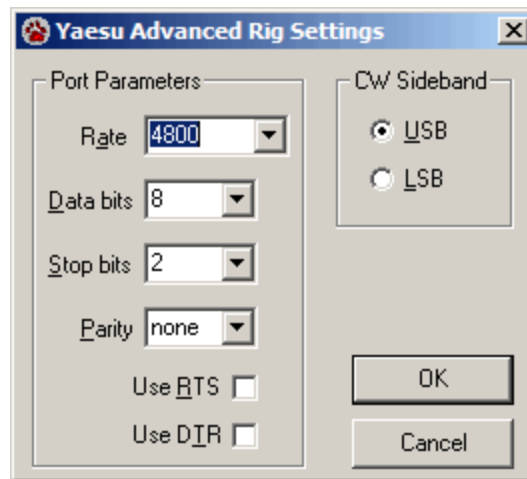 Yaesu Advanced Rig Settings
Port Parameters
Rate 4800
Data bits 8
Stop bits 2
Parity none
Use RTS
Use DTR
CW Sideband
USB
LSB
OK
Cancel